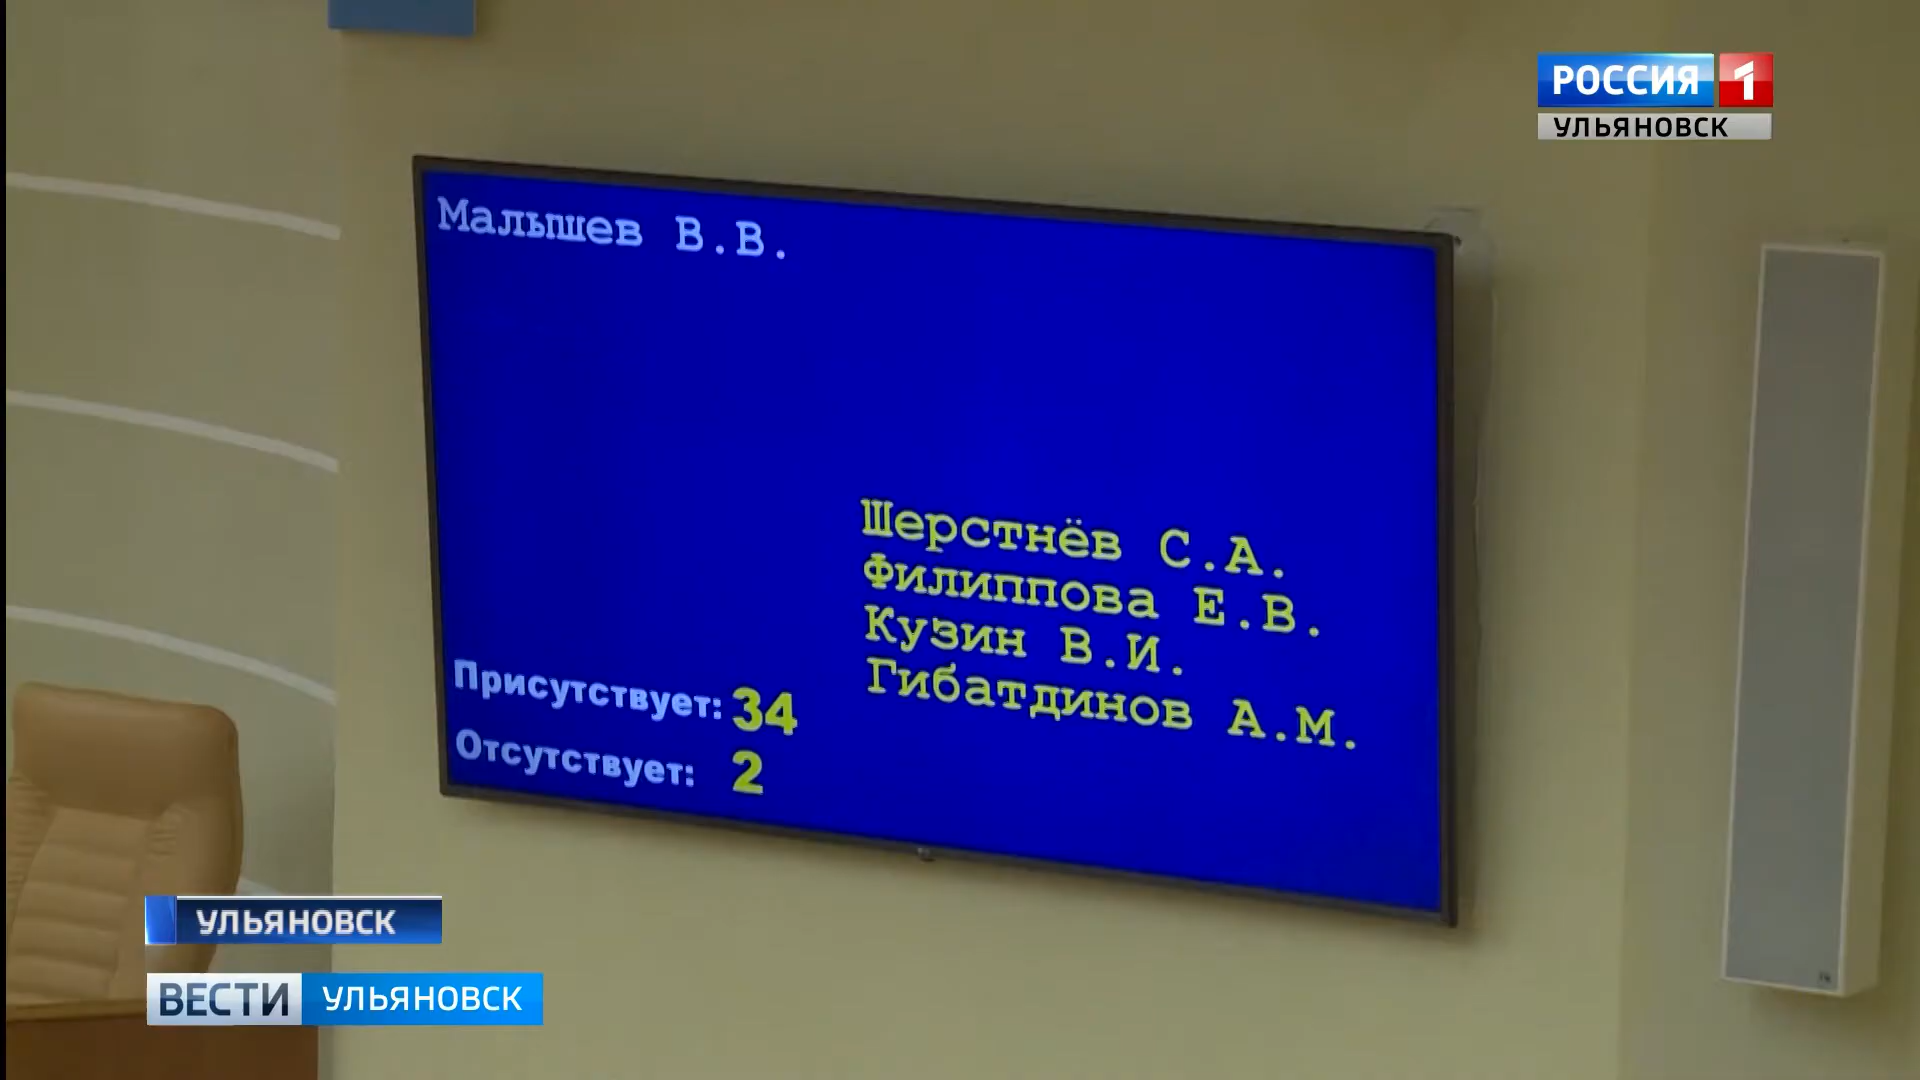 РОССИЯ 1
УЛЬЯНОВСК
Малышев В.В.
Шерстнёв С.А.
Филиппова Е.В.
Кузин В.И.
Гибатдинов А.М.
Присутствует: 34
Отсутствует: 2
УЛЬЯНОВСК
ВЕСТИ УЛЬЯНОВСК